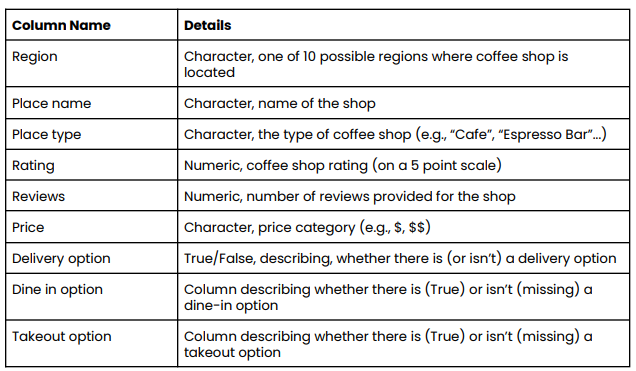 Column Name Details
Region Character, one of 10 possible regions where coffee shop is
located
Place name Character, name of the shop
Place type Character, the type of coffee shop (e.g., “Cafe”, “Espresso Bar”…)
Rating Numeric, coffee shop rating (on a 5 point scale)
Reviews Numeric, number of reviews provided for the shop
Price Character, price category (e.g., $, $$)
Delivery option True/False, describing, whether there is (or isn’t) a delivery option
Dine in option Column describing whether there is (True) or isn’t (missing) a
dine-in option
Takeout option Column describing whether there is (True) or isn’t (missing) a
takeout option